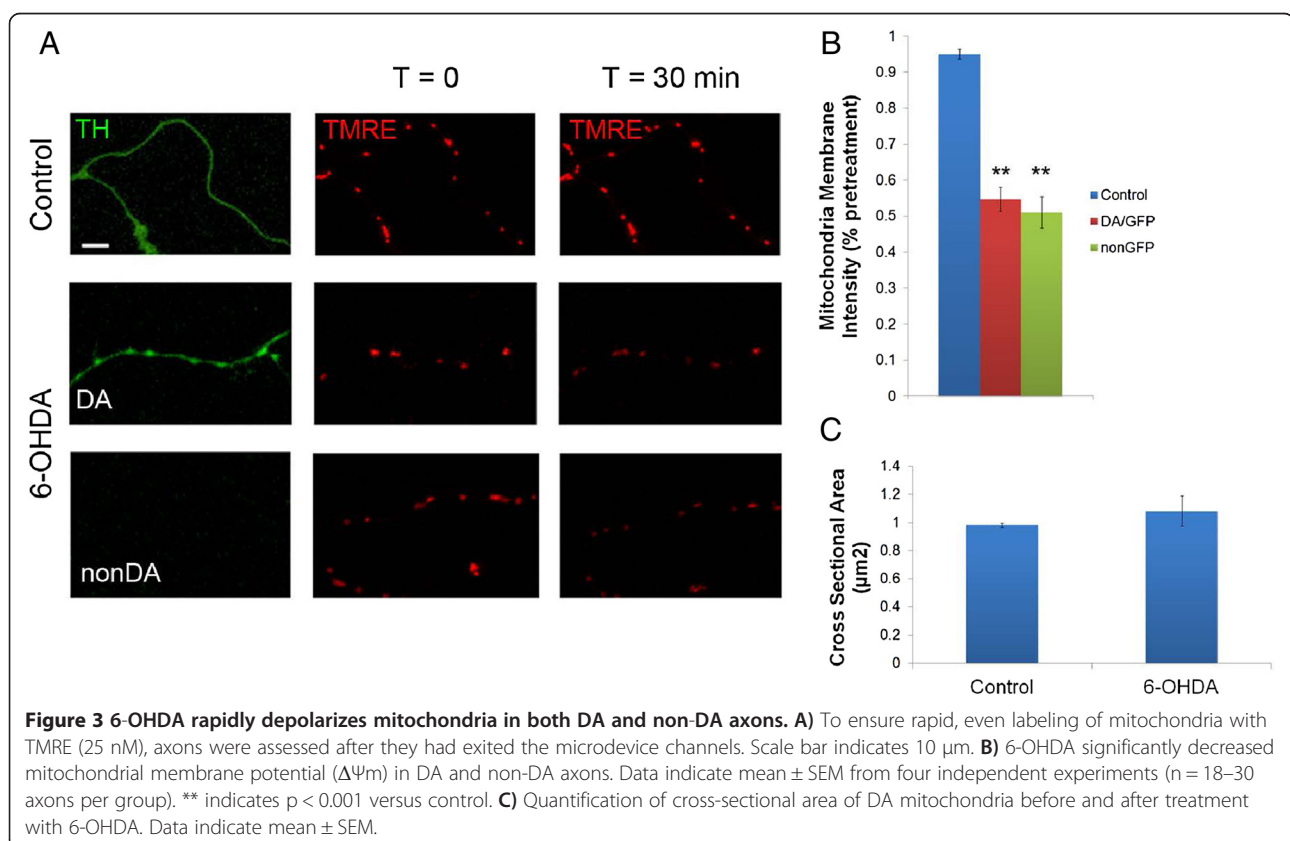 A
T = 0
T = 30 min
Control
TH
TMRE
TMRE
6-OHDA
DA
nonDA
B
Mitochondria Membrane
Intensity (% pretreatment)
1
0.9
0.8
0.7
0.6
0.5
0.4
0.3
0.2
0.1
0
**
**
Control
DA/GFP
nonGFP
C
Cross Sectional Area
(µm2)
1.4
1.2
1
0.8
0.6
0.4
0.2
0
Control
6-OHDA
Figure 3 6-OHDA rapidly depolarizes mitochondria in both DA and non-DA axons. A) To ensure rapid, even labeling of mitochondria with
TMRE (25 nM), axons were assessed after they had exited the microdevice channels. Scale bar indicates 10 µm. B) 6-OHDA significantly decreased
mitochondrial membrane potential (ΔΨm) in DA and non-DA axons. Data indicate mean ± SEM from four independent experiments (n = 18–30
axons per group). ** indicates p < 0.001 versus control. C) Quantification of cross-sectional area of DA mitochondria before and after treatment
with 6-OHDA. Data indicate mean ± SEM.